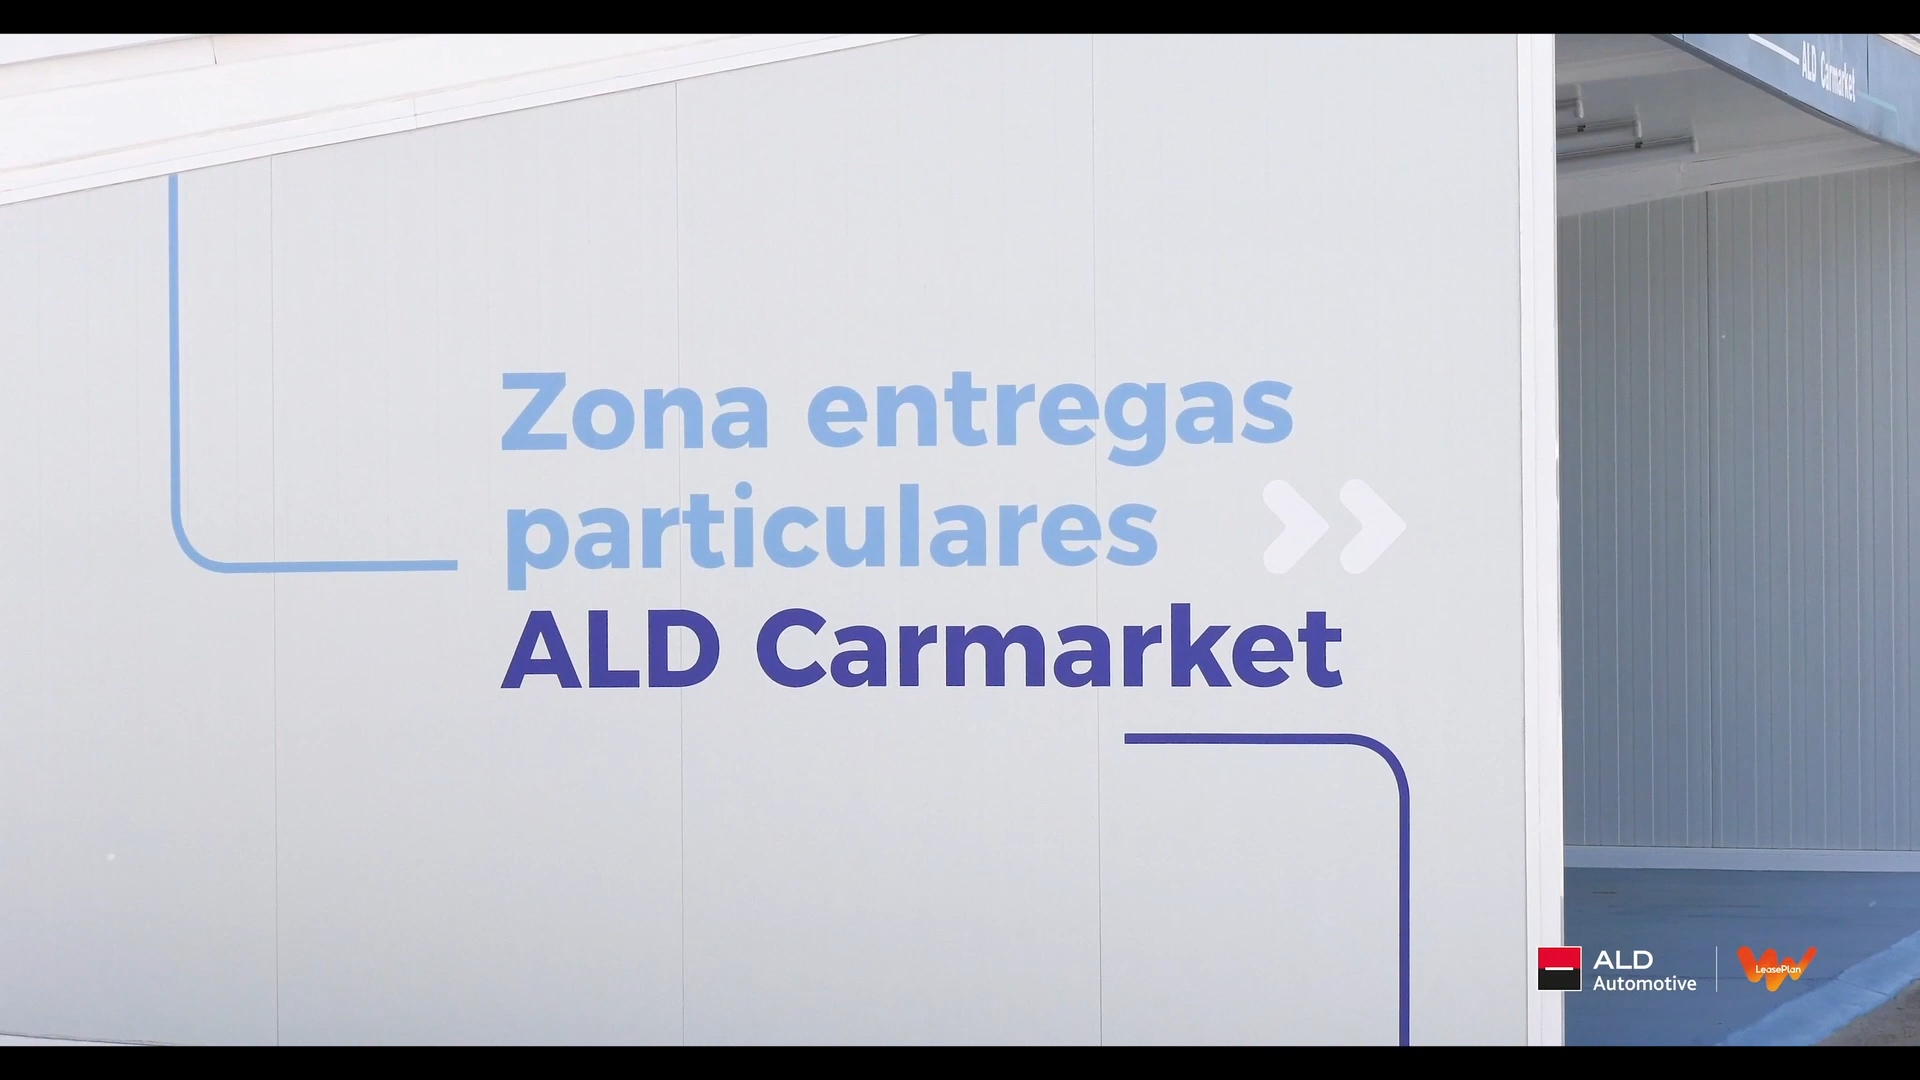 ALD Carmarket
Zona entregas
particulares
ALD Carmarket
ALD
Automotive
LeasePlan